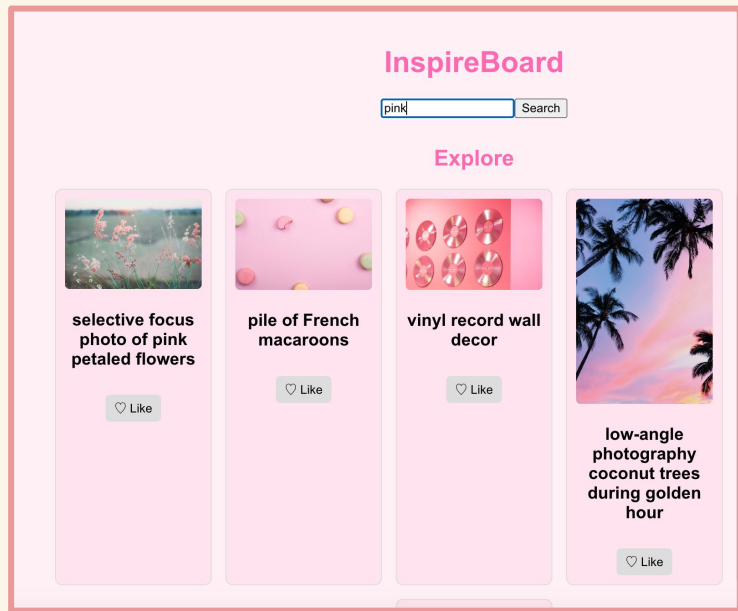 InspireBoard
pink
Search
Explore
selective focus
photo of pink
petaled flowers
♡ Like
pile of French
macaroons
♡ Like
vinyl record wall
decor
♡ Like
low-angle
photography
coconut trees
during golden
hour
♡ Like